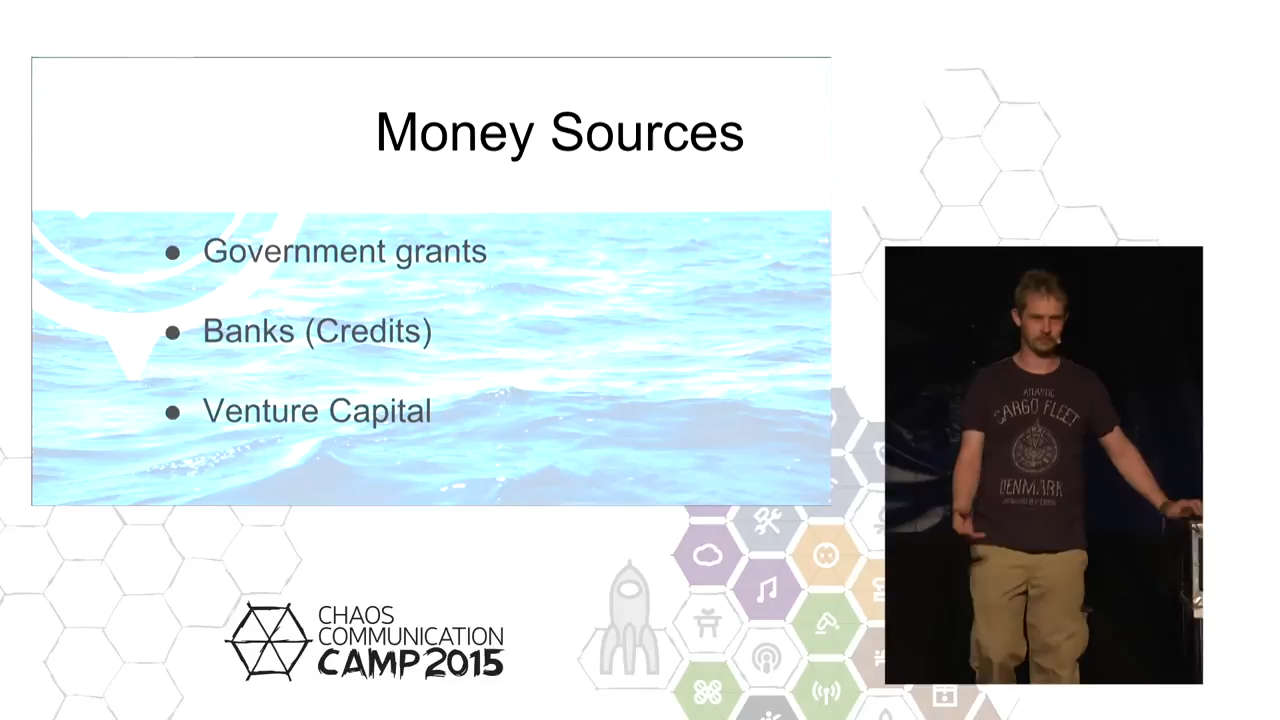 Money Sources
● Government grants
● Banks (Credits)
● Venture Capital
ATLANTIC
CARGO FLEET
DENMARK
CHAOS
COMMUNICATION
CAMP 2015